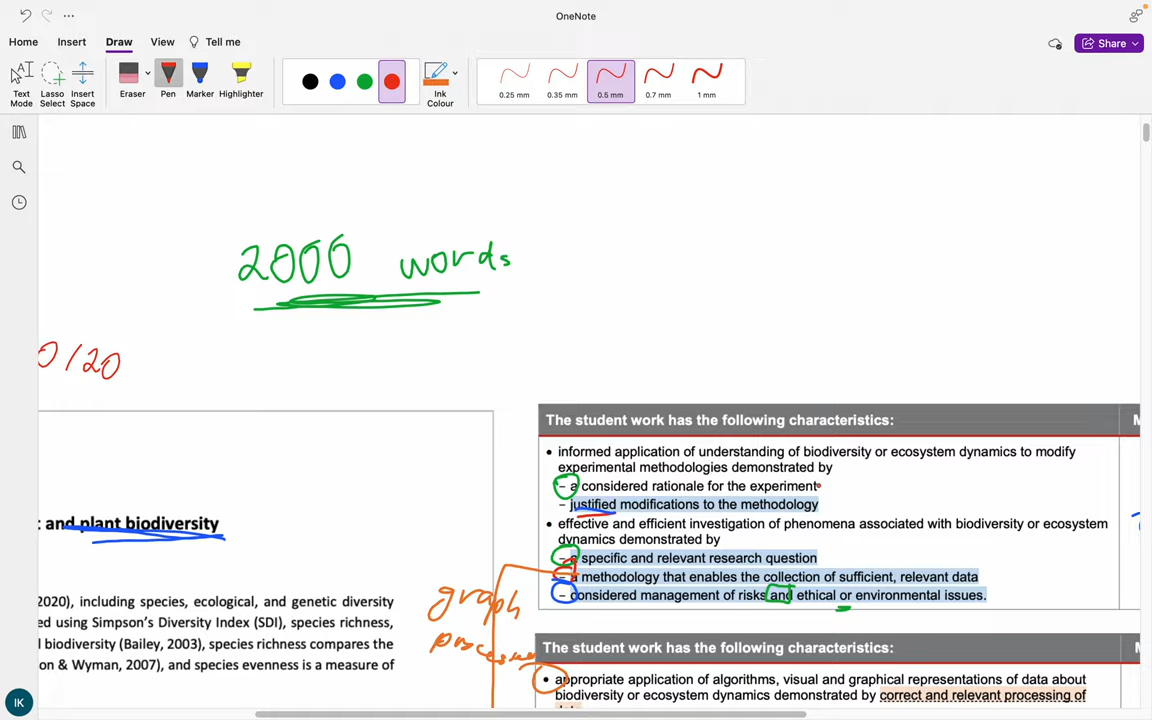 OneNote
Home Insert Draw View Tell me
Share
Text Mode
Lasso Select
Insert Space
Eraser
Pen
Marker
Highlighter
Ink Colour
0.25 mm
0.35 mm
0.5 mm
0.7 mm
1 mm
2000 words
0/20
The student work has the following characteristics: M
• informed application of understanding of biodiversity or ecosystem dynamics to modify
experimental methodologies demonstrated by
– a considered rationale for the experiment
– justified modifications to the methodology
• effective and efficient investigation of phenomena associated with biodiversity or ecosystem
dynamics demonstrated by
– a specific and relevant research question
– a methodology that enables the collection of sufficient, relevant data
– considered management of risks and ethical or environmental issues.
t and plant biodiversity
2020), including species, ecological, and genetic diversity
ed using Simpson's Diversity Index (SDI), species richness,
l biodiversity (Bailey, 2003), species richness compares the
on & Wyman, 2007), and species evenness is a measure of
graph
The student work has the following characteristics: M
• appropriate application of algorithms, visual and graphical representations of data about
biodiversity or ecosystem dynamics demonstrated by correct and relevant processing of
IK